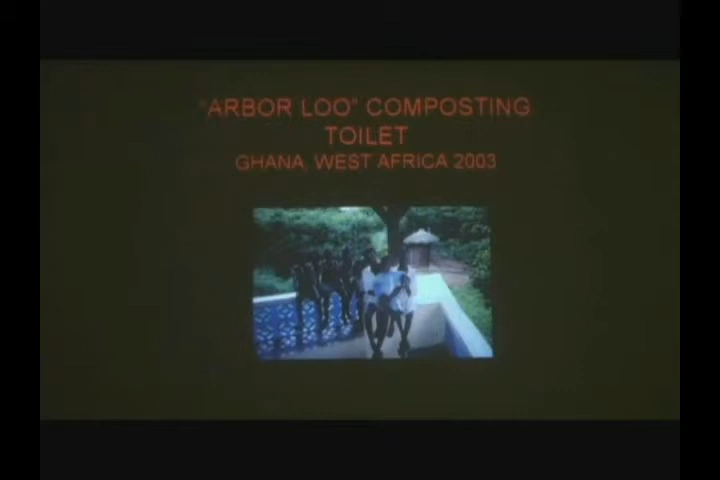 "ARBOR LOO" COMPOSTING
TOILET
GHANA, WEST AFRICA 2003